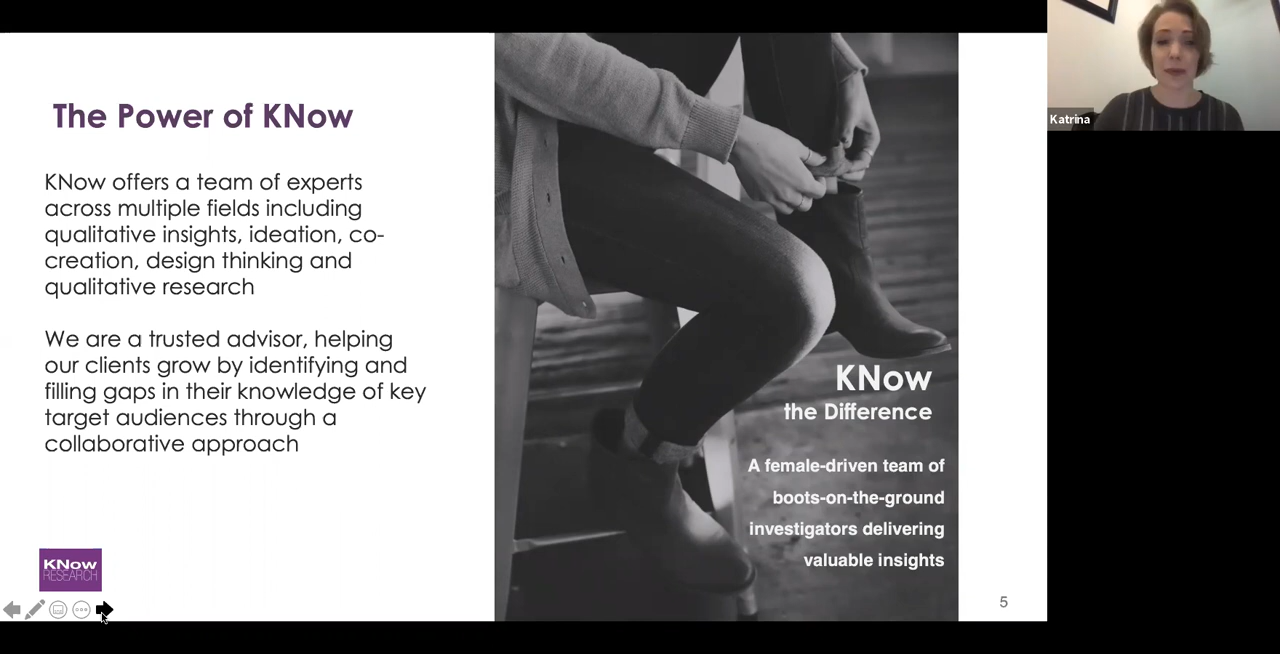 The Power of KNow
KNow offers a team of experts
across multiple fields including
qualitative insights, ideation, co-
creation, design thinking and
qualitative research
We are a trusted advisor, helping
our clients grow by identifying and
filling gaps in their knowledge of key
target audiences through a
collaborative approach
KNow
the Difference
A female-driven team of
boots-on-the-ground
investigators delivering
valuable insights
KNow
RESEARCH
5
Katrina